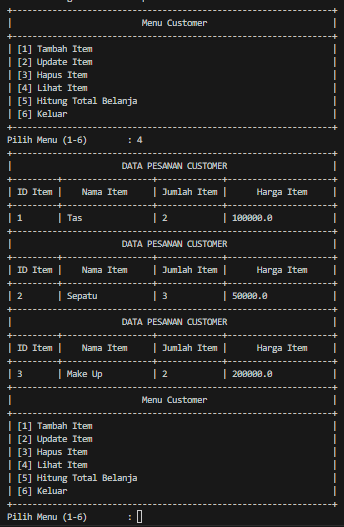 Menu Customer
[1] Tambah Item
[2] Update Item
[3] Hapus Item
[4] Lihat Item
[5] Hitung Total Belanja
[6] Keluar
Pilih Menu (1-6) : 4
DATA PESANAN CUSTOMER
| ID Item | Nama Item | Jumlah Item | Harga Item |
| 1 | Tas | 2 | 100000.0 |
DATA PESANAN CUSTOMER
| ID Item | Nama Item | Jumlah Item | Harga Item |
| 2 | Sepatu | 3 | 50000.0 |
DATA PESANAN CUSTOMER
| ID Item | Nama Item | Jumlah Item | Harga Item |
| 3 | Make Up | 2 | 200000.0 |
Menu Customer
[1] Tambah Item
[2] Update Item
[3] Hapus Item
[4] Lihat Item
[5] Hitung Total Belanja
[6] Keluar
Pilih Menu (1-6) :